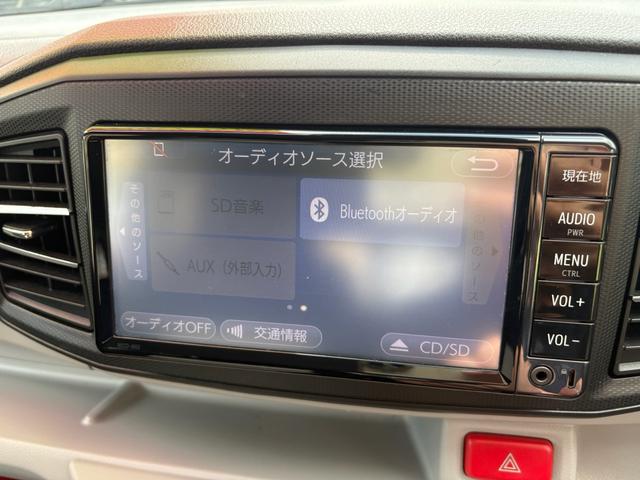 オーディオソース選択
その他のソース
SD音楽
Bluetoothオーディオ
AUX（外部入力）
の他のソース
オーディオOFF
交通情報
CD/SD
現在地
AUDIO
PWR
MENU
CTRL
VOL+
VOL-